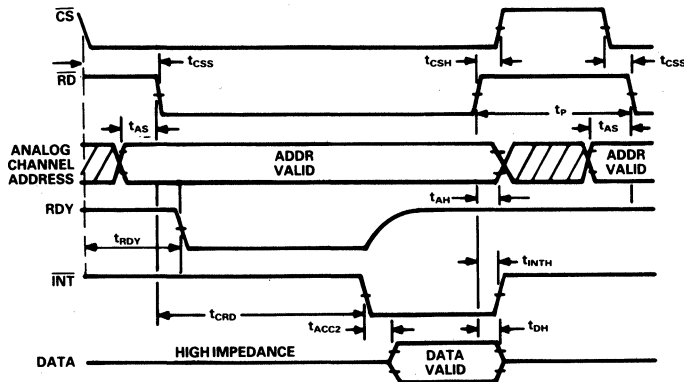 CS
tCSS
tCSH
tCSS
RD
tAS
tP
tAS
ANALOG
CHANNEL
ADDRESS
ADDR
VALID
ADDR
VALID
tAH
RDY
tRDY
INT
tINTH
tCRD
tACC2
tDH
DATA
HIGH IMPEDANCE
DATA
VALID